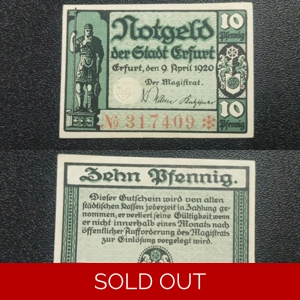 Notgeld
der Stadt Erfurt
10
Pfennig
Erfurt, den 9. April 1920
Der Magistrat.
10
Pfennig
№ 317409 ✻
Zehn Pfennig.
Dieser Gutschein wird von allen
städtischen Kassen jederzeit in Zahlung ge-
nommen, er verliert seine Gültigkeit wenn
er nicht innerhalb eines Monats nach
öffentlicher Aufforderung des Magistrats
zur Einlösung vorgelegt wird.
SOLD OUT